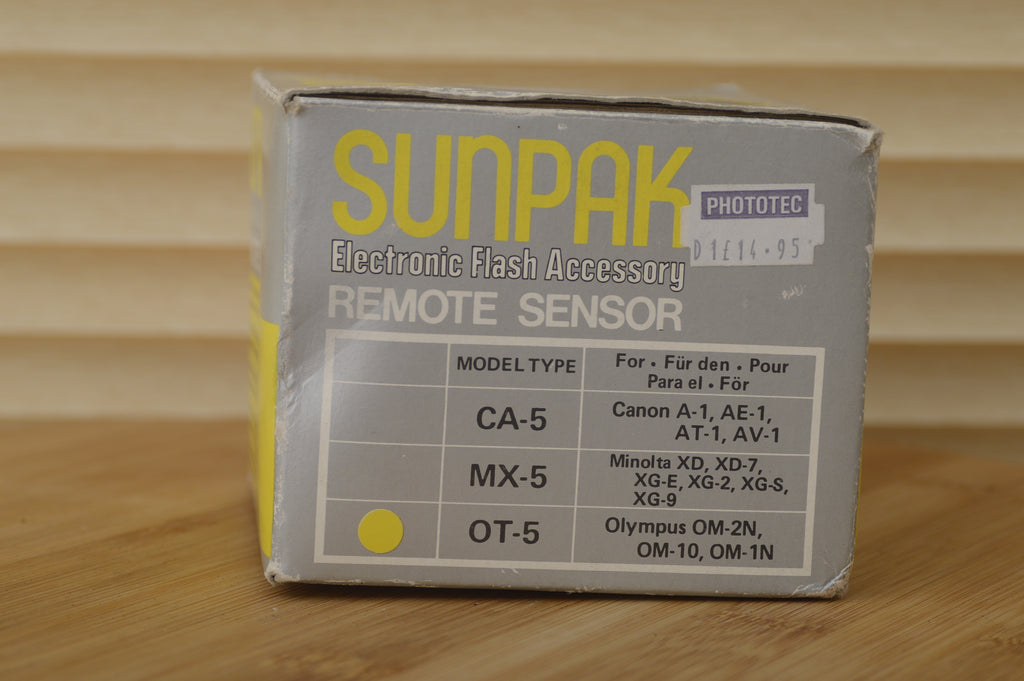 SUNPAK
PHOTOTEC
D1£14.95
Electronic Flash Accessory
REMOTE SENSOR
MODEL TYPE
For • Für den • Pour
Para el • För
CA-5
Canon A-1, AE-1,
AT-1, AV-1
MX-5
Minolta XD, XD-7,
XG-E, XG-2, XG-S,
XG-9
OT-5
Olympus OM-2N,
OM-10, OM-1N